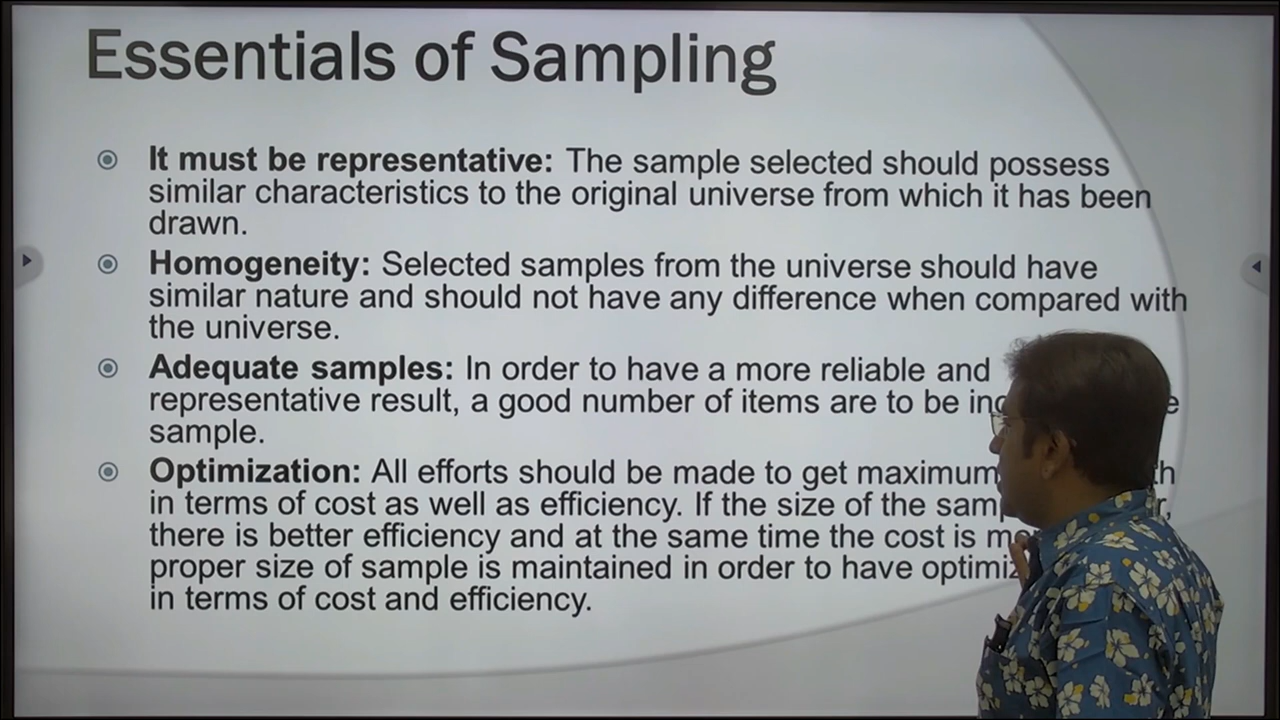 Essentials of Sampling
It must be representative: The sample selected should possess
similar characteristics to the original universe from which it has been
drawn.
Homogeneity: Selected samples from the universe should have
similar nature and should not have any difference when compared with
the universe.
Adequate samples: In order to have a more reliable and
representative result, a good number of items are to be
sample.
Optimization: All efforts should be made to get maximum
in terms of cost as well as efficiency. If the size of the
there is better efficiency and at the same time the cost is
proper size of sample is maintained in order to have
in terms of cost and efficiency.